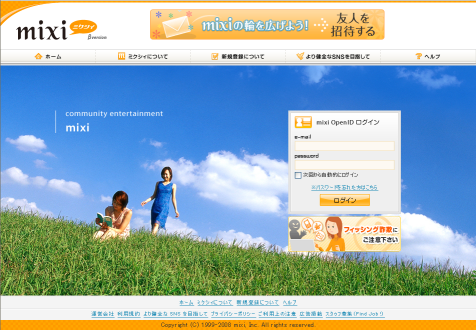 mixi ミクシィ
β version
mixiの輪を広げよう! 友人を
招待する
ホーム ミクシィについて 新規登録について より健全なSNSを目指して ヘルプ
community entertainment
mixi
mixi OpenID ログイン
e-mail
password
次回から自動的にログイン
※パスワードを忘れた方はこちら
ログイン
フィッシング詐欺に
ご注意下さい
ホーム ミクシィについて 新規登録について ヘルプ
運営会社 利用規約 より健全なSNSを目指して プライバシーポリシー ご利用上の注意 広告掲載 スタッフ募集(Find Job!)
Copyright (C) 1999-2008 mixi, Inc. All rights reserved.